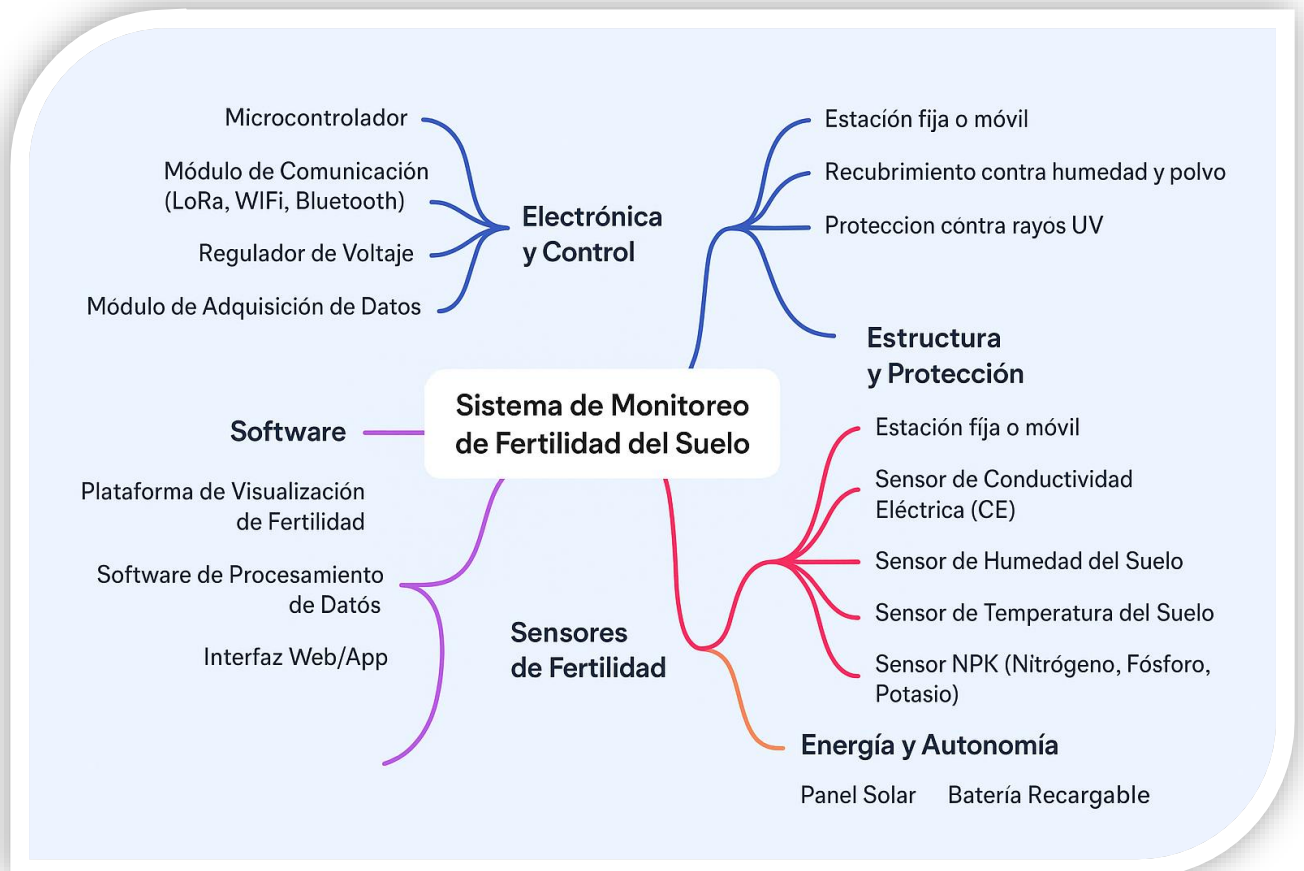 Microcontrolador
Módulo de Comunicación
(LoRa, WIFi, Bluetooth)
Regulador de Voltaje
Módulo de Adquisición de Datos
Electrónica
y Control
Estacíón fija o móvil
Recubrimiento contra humedad y polvo
Proteccion cóntra rayós UV
Estructura
y Protección
Sistema de Monitoreo
de Fertilidad del Suelo
Software
Plataforma de Visualización
de Fertilidad
Software de Procesamiento
de Datós
Interfaz Web/App
Sensores
de Fertilidad
Estación fíja o móvil
Sensor de Conductividad
Eléctrica (CE)
Sensor de Humedad del Suelo
Sensor de Temperatura del Suelo
Sensor NPK (Nítrógeno, Fósforo,
Potasio)
Energía y Autonomía
Panel Solar Batería Recargable